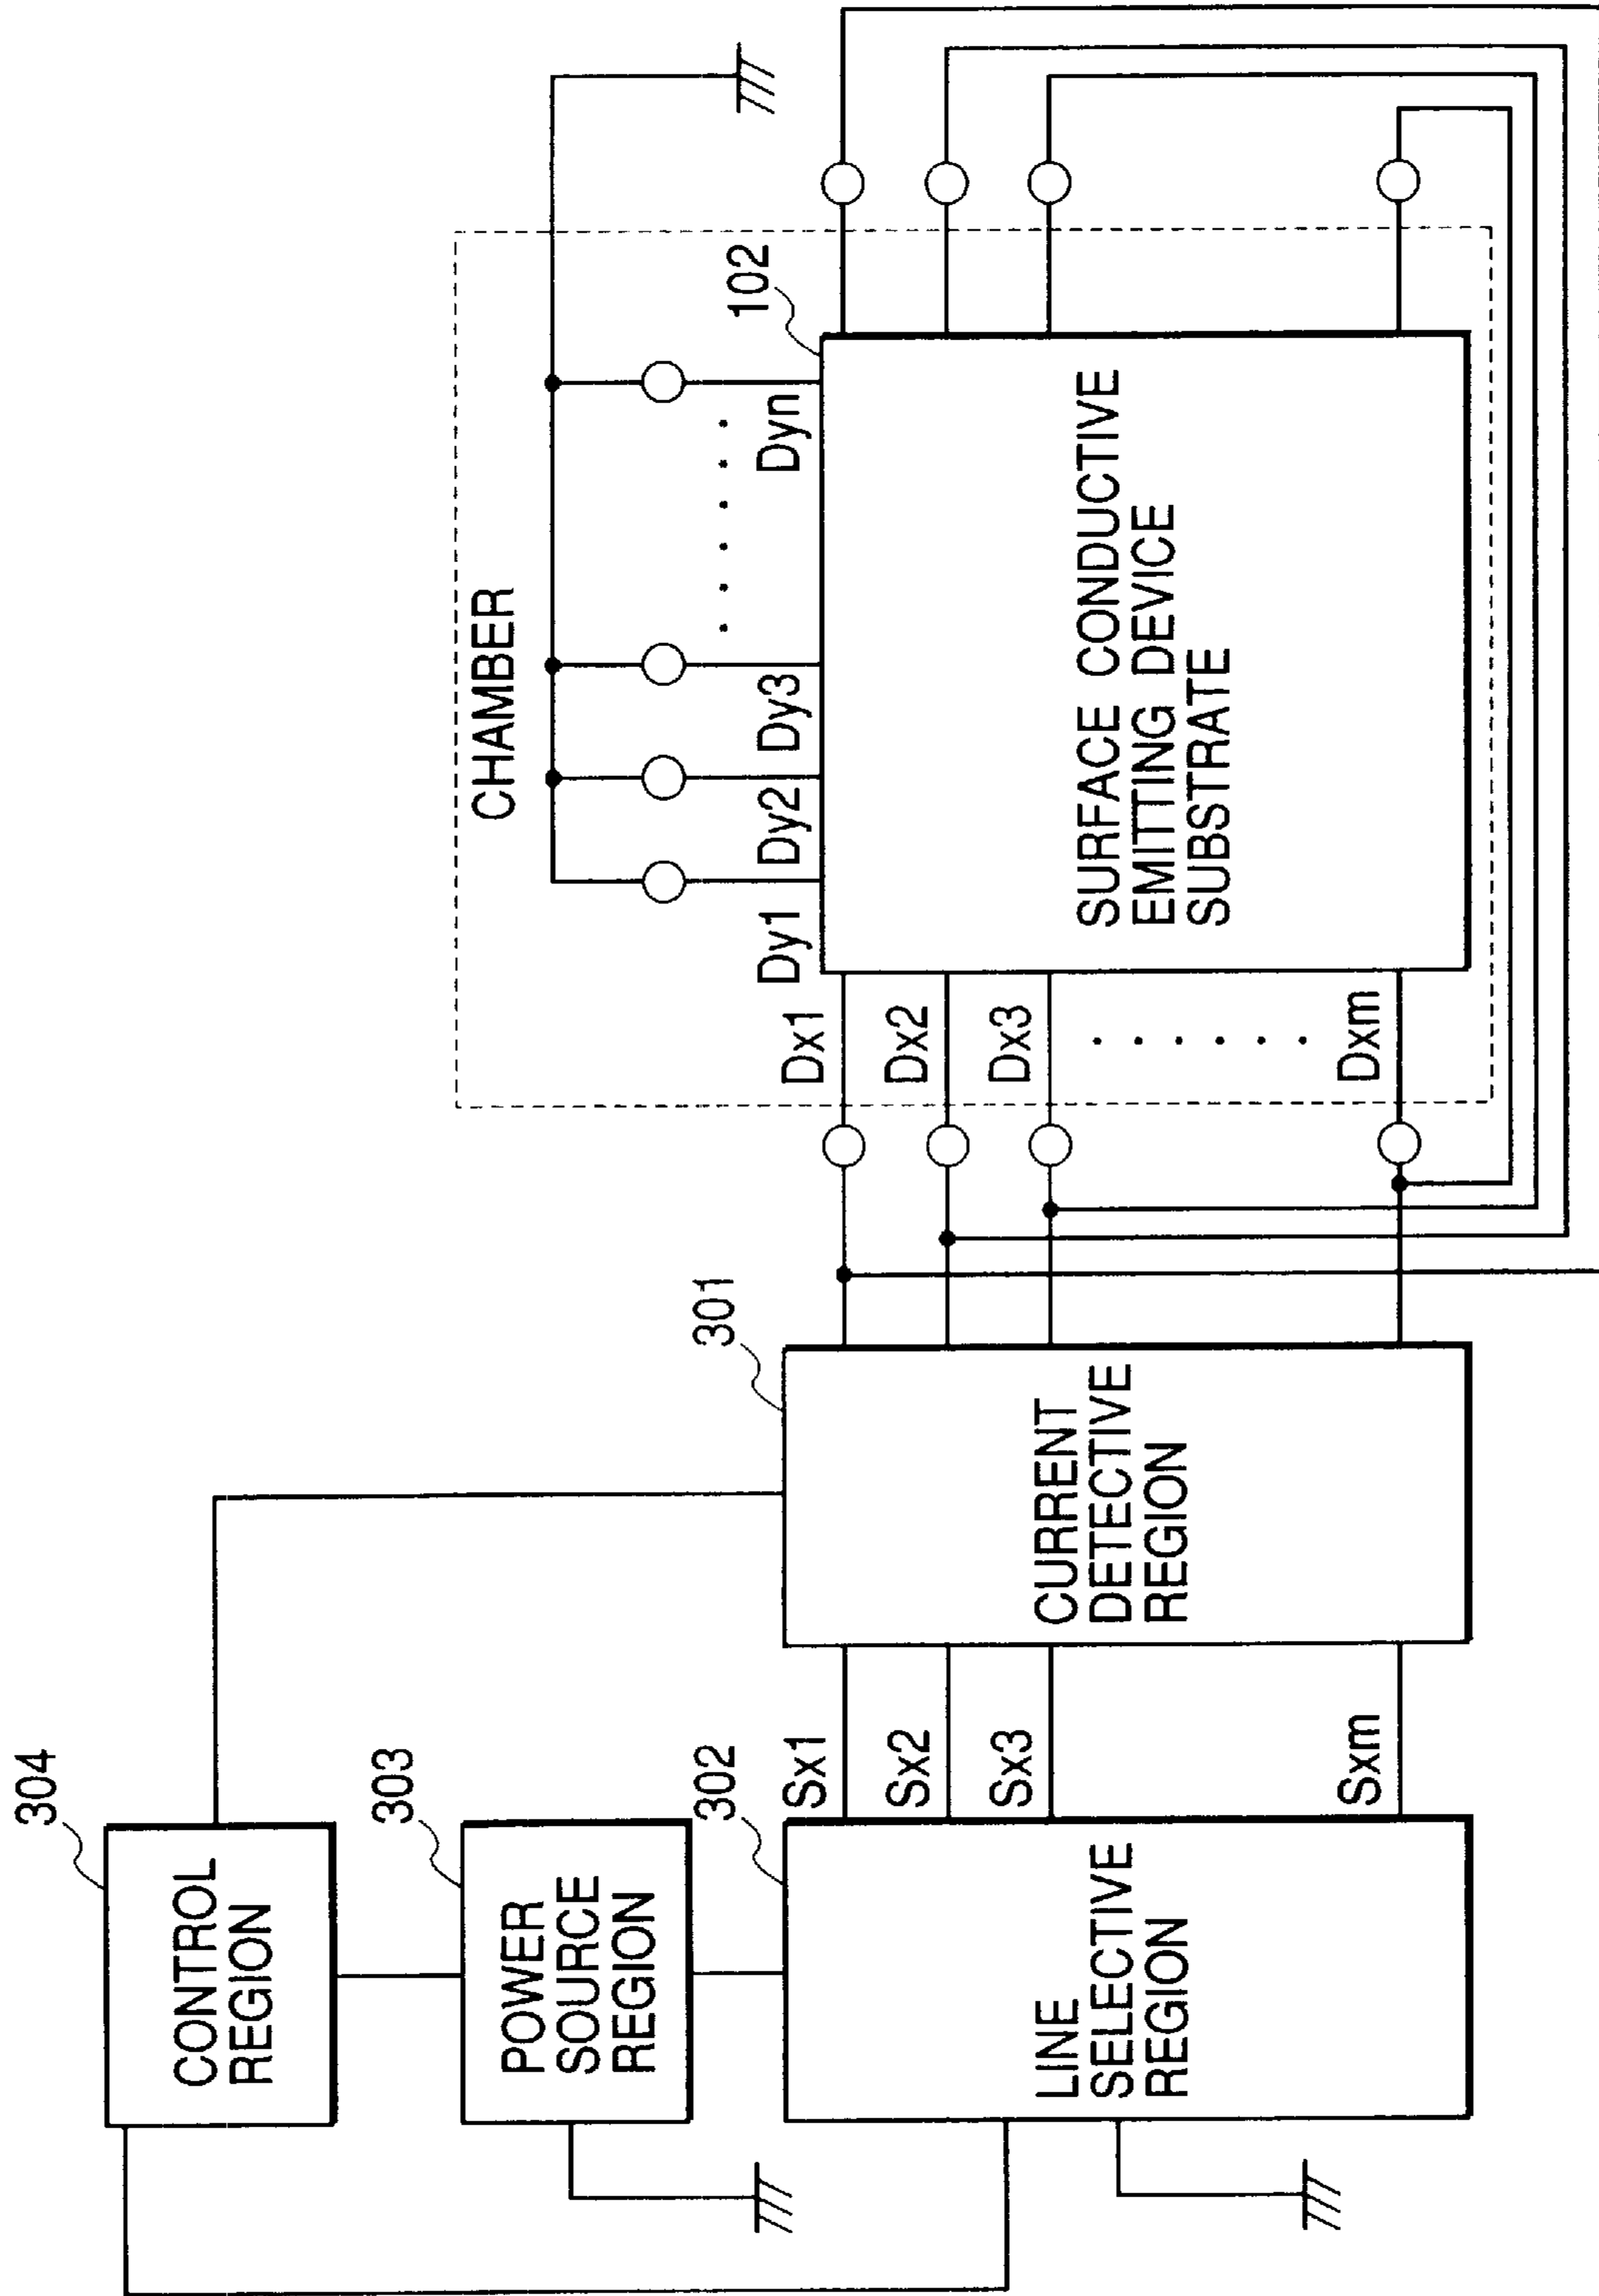 304
CONTROL
REGION
303
POWER
SOURCE
REGION
302
LINE
SELECTIVE
REGION
Sx1
Sx2
Sx3
Sxm
301
CURRENT
DETECTIVE
REGION
CHAMBER
Dx1
Dx2
Dx3
Dxm
Dy1
Dy2
Dy3
Dyn
102
SURFACE CONDUCTIVE
EMITTING DEVICE
SUBSTRATE